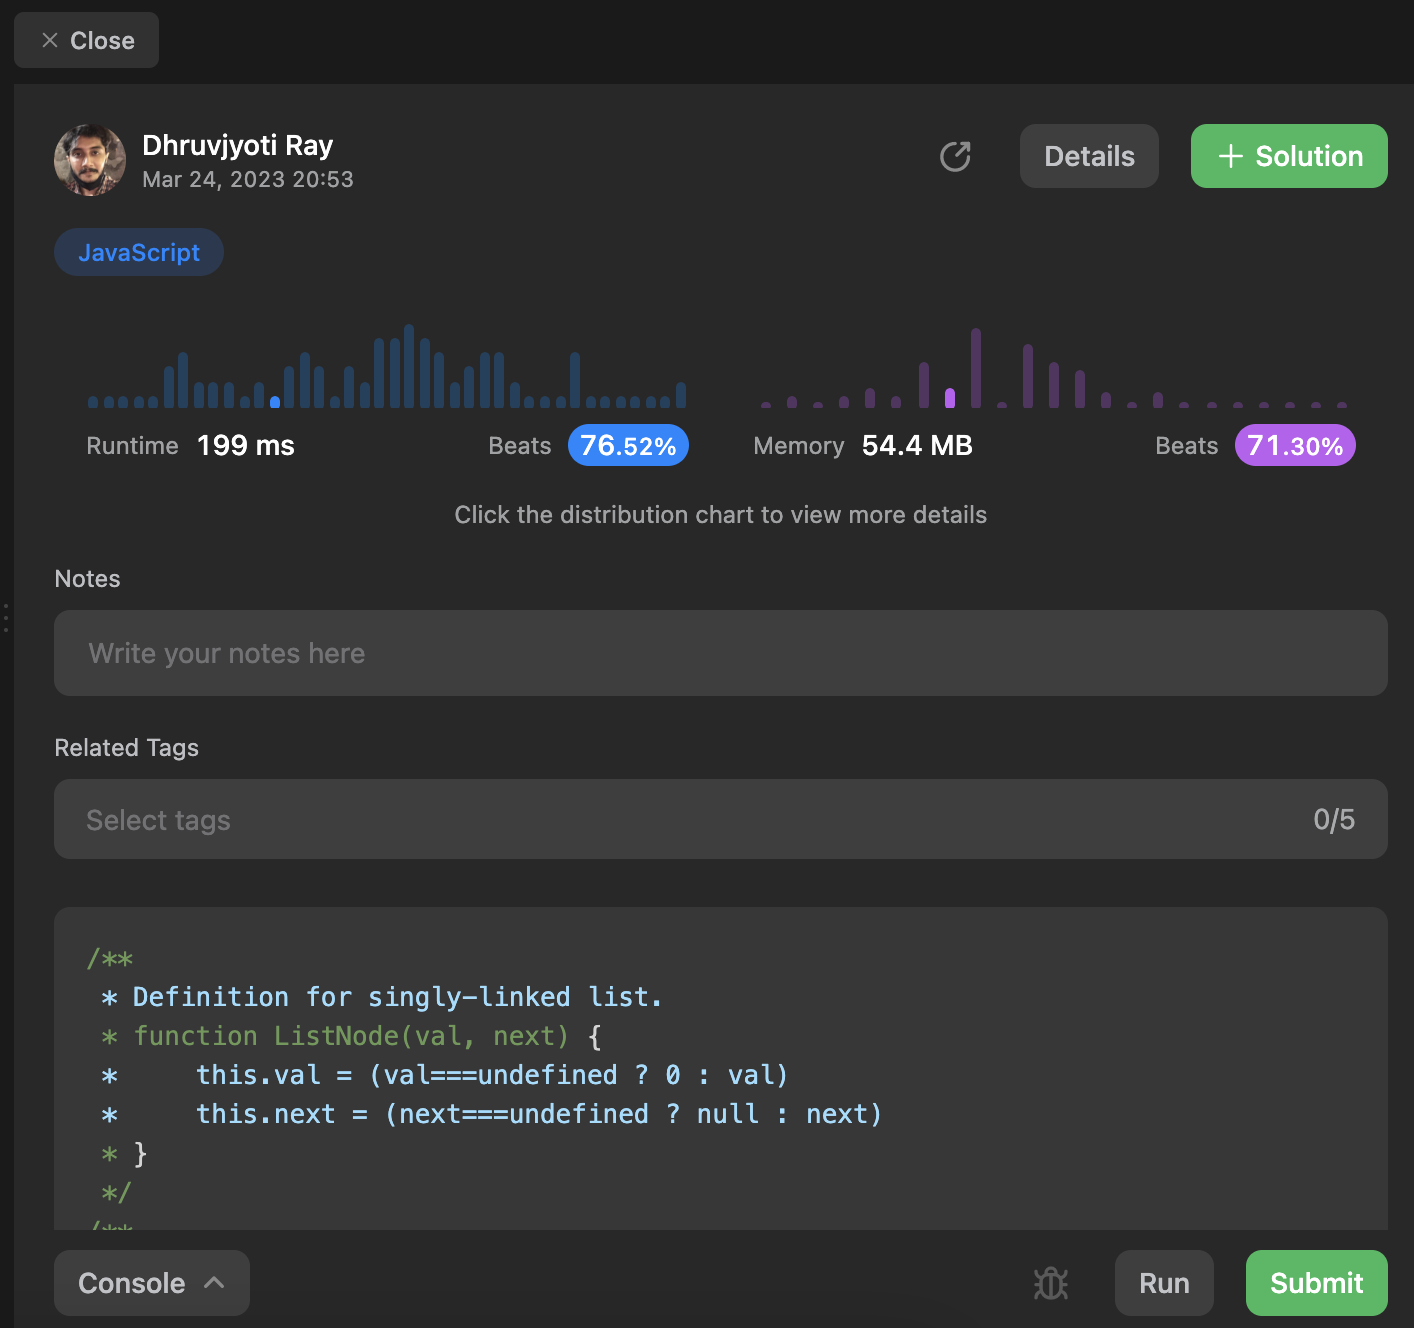 Close
Dhruvjyoti Ray
Mar 24, 2023 20:53
Details
+ Solution
JavaScript
Runtime 199 ms Beats 76.52% Memory 54.4 MB Beats 71.30%
Click the distribution chart to view more details
Notes
Write your notes here
Related Tags
Select tags 0/5
/**
 * Definition for singly-linked list.
 * function ListNode(val, next) {
 *     this.val = (val===undefined ? 0 : val)
 *     this.next = (next===undefined ? null : next)
 * }
 */
/**
Console
Run
Submit